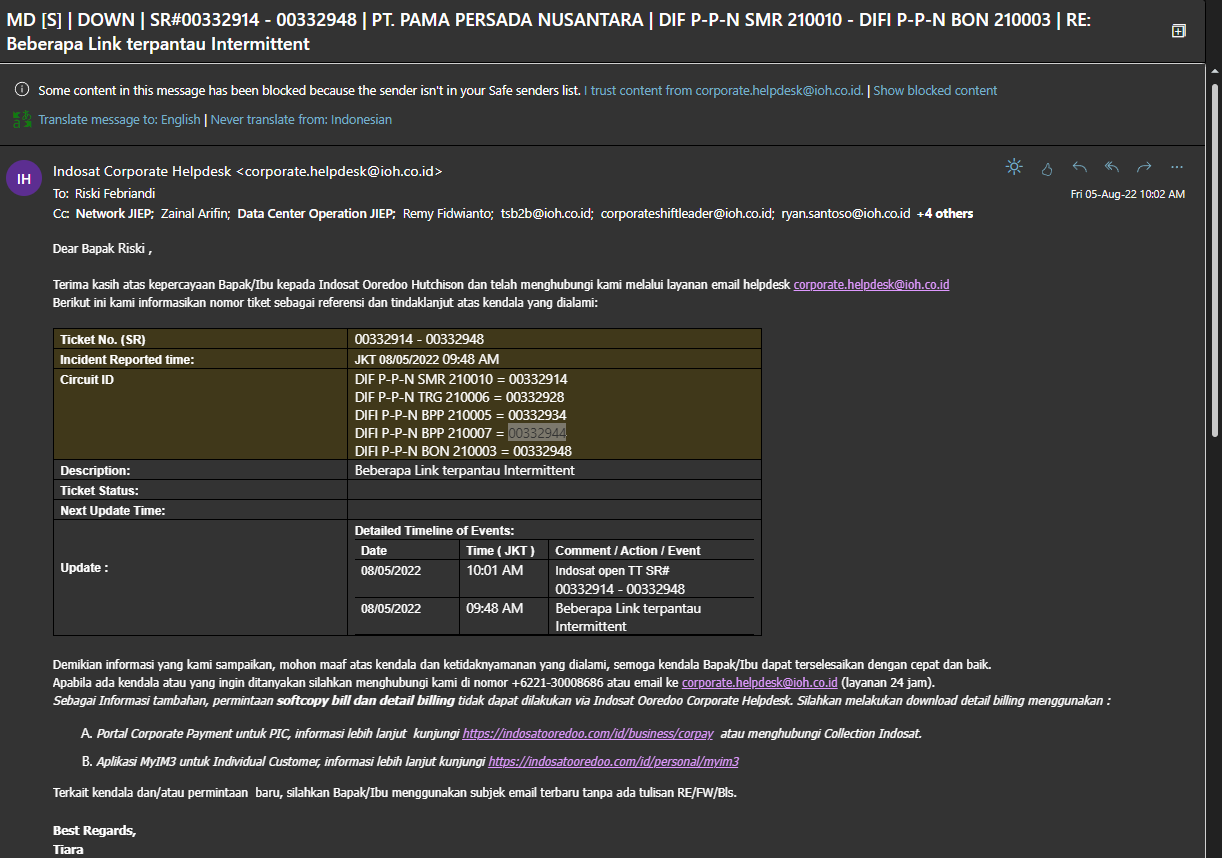 MD [S] | DOWN | SR#00332914 - 00332948 | PT. PAMA PERSADA NUSANTARA | DIF P-P-N SMR 210010 - DIFI P-P-N BON 210003 | RE:
Beberapa Link terpantau Intermittent
Some content in this message has been blocked because the sender isn't in your Safe senders list. I trust content from corporate.helpdesk@ioh.co.id. | Show blocked content
Translate message to: English | Never translate from: Indonesian
IH
Indosat Corporate Helpdesk <corporate.helpdesk@ioh.co.id>
To: Riski Febriandi
Fri 05-Aug-22 10:02 AM
Cc: Network JIEP; Zainal Arifin; Data Center Operation JIEP; Remy Fidwianto; tsb2b@ioh.co.id; corporateshiftleader@ioh.co.id; ryan.santoso@ioh.co.id +4 others
Dear Bapak Riski ,
Terima kasih atas kepercayaan Bapak/Ibu kepada Indosat Ooredoo Hutchison dan telah menghubungi kami melalui layanan email helpdesk corporate.helpdesk@ioh.co.id
Berikut ini kami informasikan nomor tiket sebagai referensi dan tindaklanjut atas kendala yang dialami:
Ticket No. (SR) 00332914 - 00332948
Incident Reported time: JKT 08/05/2022 09:48 AM
Circuit ID DIF P-P-N SMR 210010 = 00332914
DIF P-P-N TRG 210006 = 00332928
DIFI P-P-N BPP 210005 = 00332934
DIFI P-P-N BPP 210007 = 00332944
DIFI P-P-N BON 210003 = 00332948
Description: Beberapa Link terpantau Intermittent
Ticket Status:
Next Update Time:
Update :
Detailed Timeline of Events:
Date Time ( JKT ) Comment / Action / Event
08/05/2022 10:01 AM Indosat open TT SR#
00332914 - 00332948
08/05/2022 09:48 AM Beberapa Link terpantau
Intermittent
Demikian informasi yang kami sampaikan, mohon maaf atas kendala dan ketidaknyamanan yang dialami, semoga kendala Bapak/Ibu dapat terselesaikan dengan cepat dan baik.
Apabila ada kendala atau yang ingin ditanyakan silahkan menghubungi kami di nomor +6221-30008686 atau email ke corporate.helpdesk@ioh.co.id (layanan 24 jam).
Sebagai Informasi tambahan, permintaan softcopy bill dan detail billing tidak dapat dilakukan via Indosat Ooredoo Corporate Helpdesk. Silahkan melakukan download detail billing menggunakan :
A. Portal Corporate Payment untuk PIC, informasi lebih lanjut kunjungi https://indosatooredoo.com/id/business/corpay atau menghubungi Collection Indosat.
B. Aplikasi MyIM3 untuk Individual Customer, informasi lebih lanjut kunjungi https://indosatooredoo.com/id/personal/myim3
Terkait kendala dan/atau permintaan baru, silahkan Bapak/Ibu menggunakan subjek email terbaru tanpa ada tulisan RE/FW/Bls.
Best Regards,
Tiara